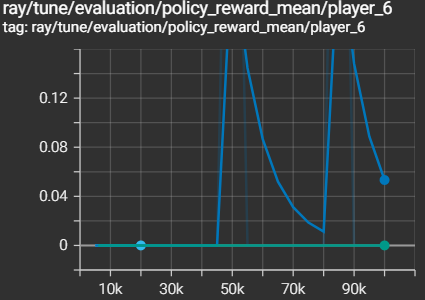 ray/tune/evaluation/policy_reward_mean/player_6
tag: ray/tune/evaluation/policy_reward_mean/player_6
0.12
0.08
0.04
0
10k 30k 50k 70k 90k